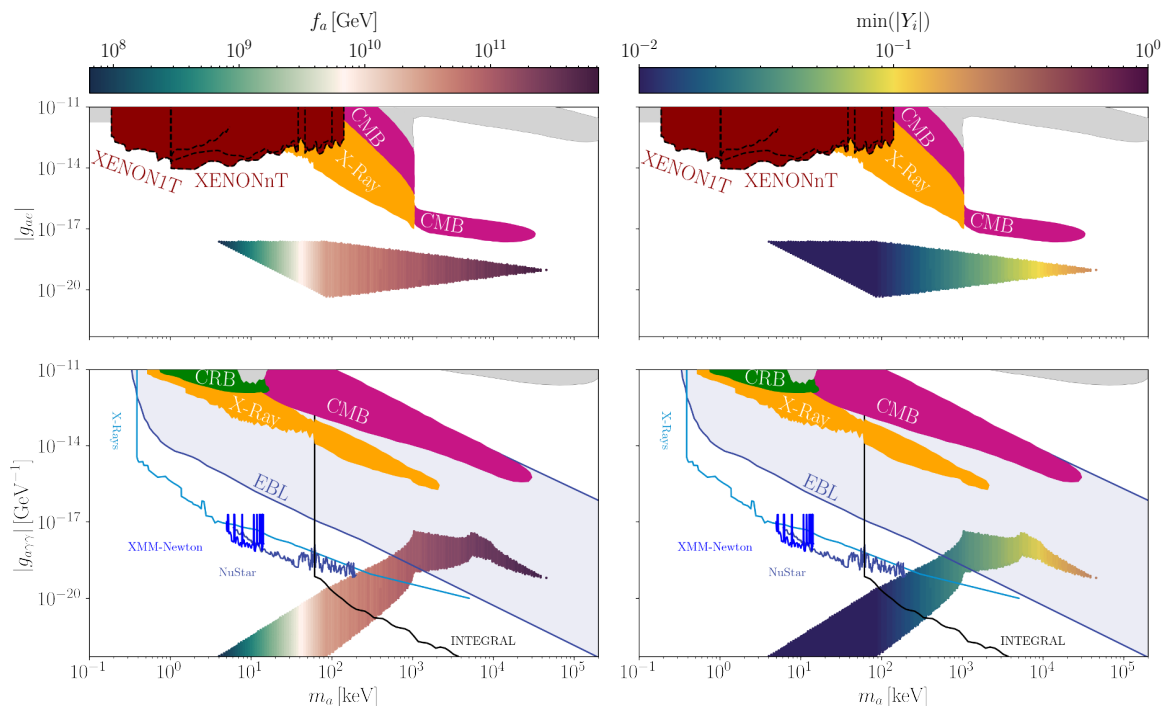 f_a [GeV]
10^8 10^9 10^10 10^11
min(|Y_i|)
10^−2 10^−1 10^0
10^−11
10^−14
10^−17
10^−20
|g_ae|
XENON1T
XENONnT
X-Ray
CMB
CMB
XENON1T
XENONnT
X-Ray
CMB
CMB
10^−11
10^−14
10^−17
10^−20
|g_aγγ| [GeV^−1]
CRB
X-Ray
CMB
X-Rays
EBL
XMM-Newton
NuStar
INTEGRAL
CRB
X-Ray
CMB
X-Rays
EBL
XMM-Newton
NuStar
INTEGRAL
10^−1 10^0 10^1 10^2 10^3 10^4 10^5
m_a [keV]
10^−1 10^0 10^1 10^2 10^3 10^4 10^5
m_a [keV]